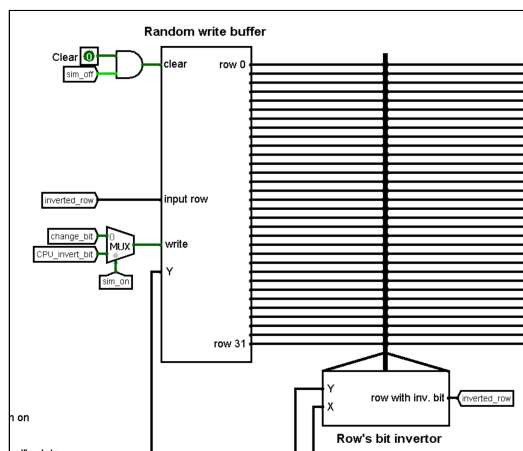 Random write buffer
Clear 0
sim_off
clear
row 0
inverted_row
input row
change_bit
0
MUX
CPU_invert_bit
write
Y
sim_on
row 31
Y
X
row with inv. bit
inverted_row
n on
Row's bit invertor